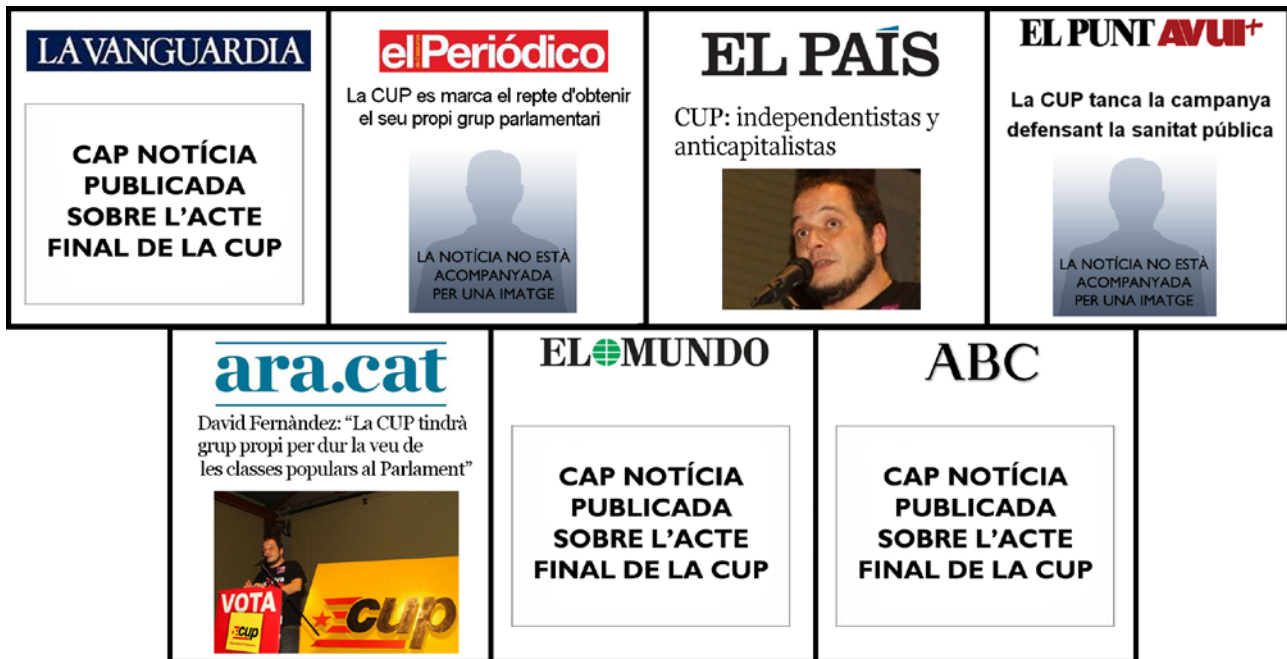 LA VANGUARDIA
CAP NOTÍCIA
PUBLICADA
SOBRE L'ACTE
FINAL DE LA CUP
elPeriódico
La CUP es marca el repte d'obtenir
el seu propi grup parlamentari
LA NOTÍCIA NO ESTÀ
ACOMPANYADA
PER UNA IMATGE
EL PAÍS
CUP: independentistas y
anticapitalistas
EL PUNT AVUI+
La CUP tanca la campanya
defensant la sanitat pública
LA NOTÍCIA NO ESTÀ
ACOMPANYADA
PER UNA IMATGE
ara.cat
David Fernàndez: “La CUP tindrà
grup propi per dur la veu de
les classes populars al Parlament”
VOTA
cup
cup
EL MUNDO
CAP NOTÍCIA
PUBLICADA
SOBRE L'ACTE
FINAL DE LA CUP
ABC
CAP NOTÍCIA
PUBLICADA
SOBRE L'ACTE
FINAL DE LA CUP